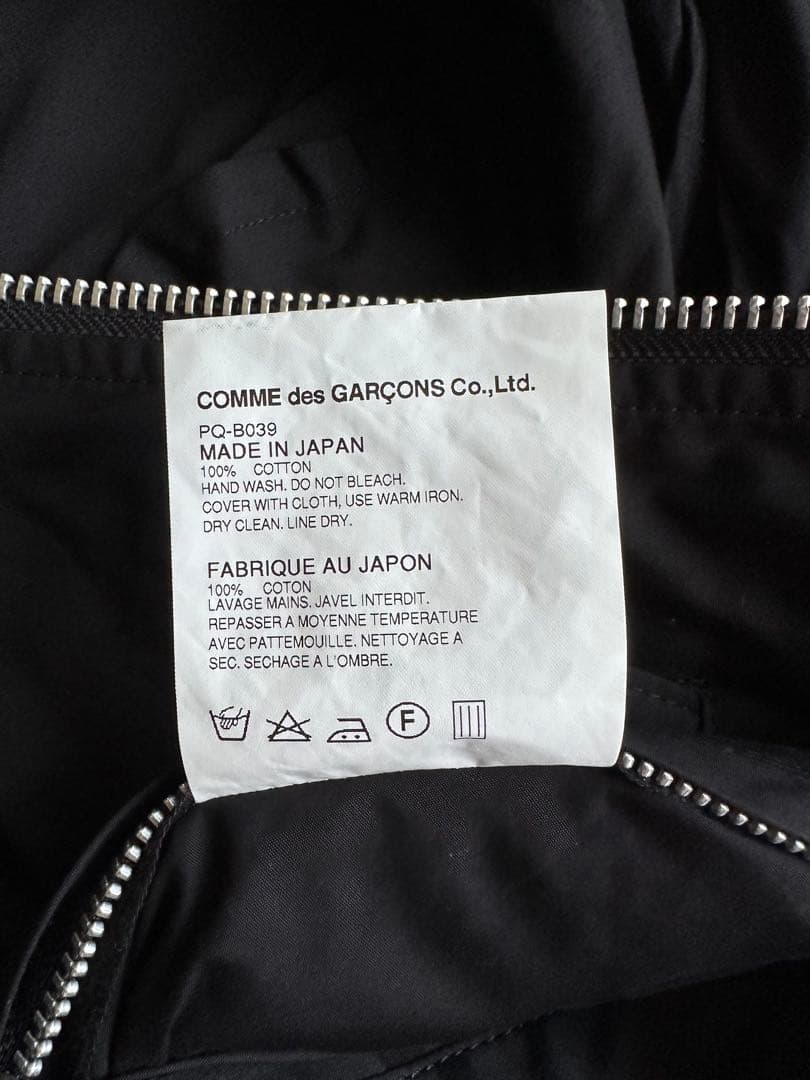 COMME des GARÇONS Co.,Ltd.
PQ-B039
MADE IN JAPAN
100% COTTON
HAND WASH. DO NOT BLEACH.
COVER WITH CLOTH, USE WARM IRON.
DRY CLEAN. LINE DRY.
FABRIQUE AU JAPON
100% COTON
LAVAGE MAINS. JAVEL INTERDIT.
REPASSER A MOYENNE TEMPERATURE
AVEC PATTEMOUILLE. NETTOYAGE A
SEC. SECHAGE A L'OMBRE.
F